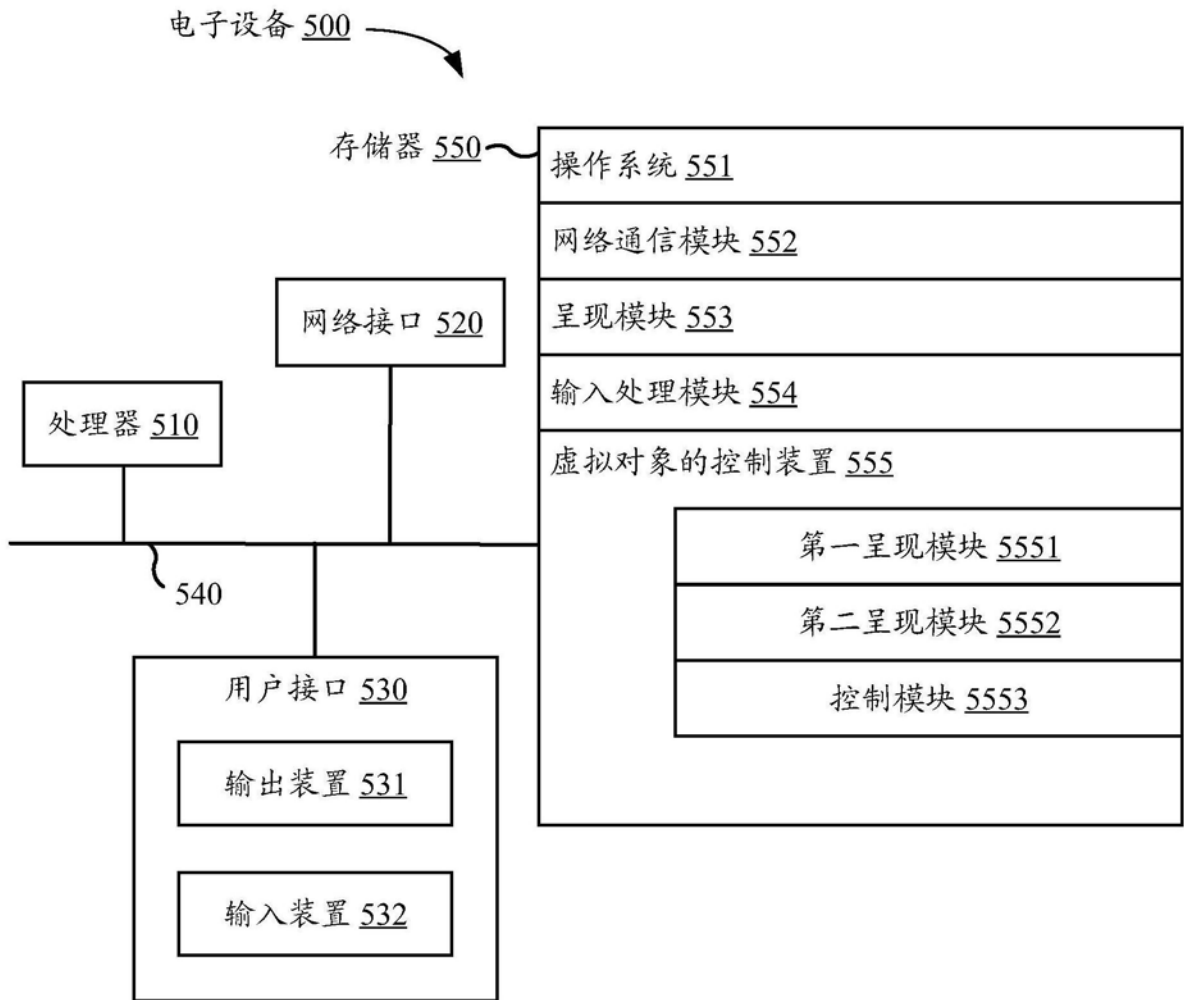 电子设备 500
存储器 550
操作系统 551
网络通信模块 552
网络接口 520
呈现模块 553
输入处理模块 554
处理器 510
虚拟对象的控制装置 555
第一呈现模块 5551
540
第二呈现模块 5552
用户接口 530
控制模块 5553
输出装置 531
输入装置 532